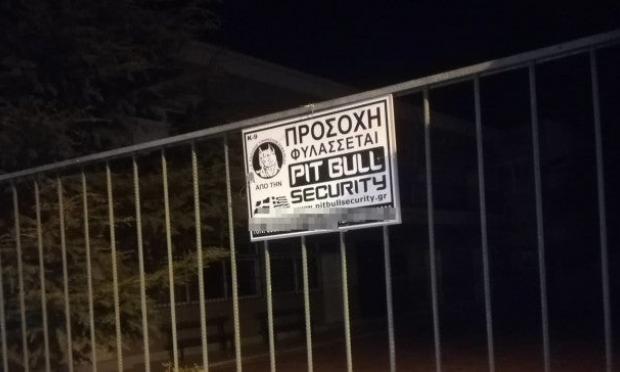 K-9
ΠΡΟΣΟΧΗ
ΦΥΛΑΣΣΕΤΑΙ
ΑΠΟ ΤΗΝ
PIT BULL
SECURITY
www.pitbullsecurity.gr